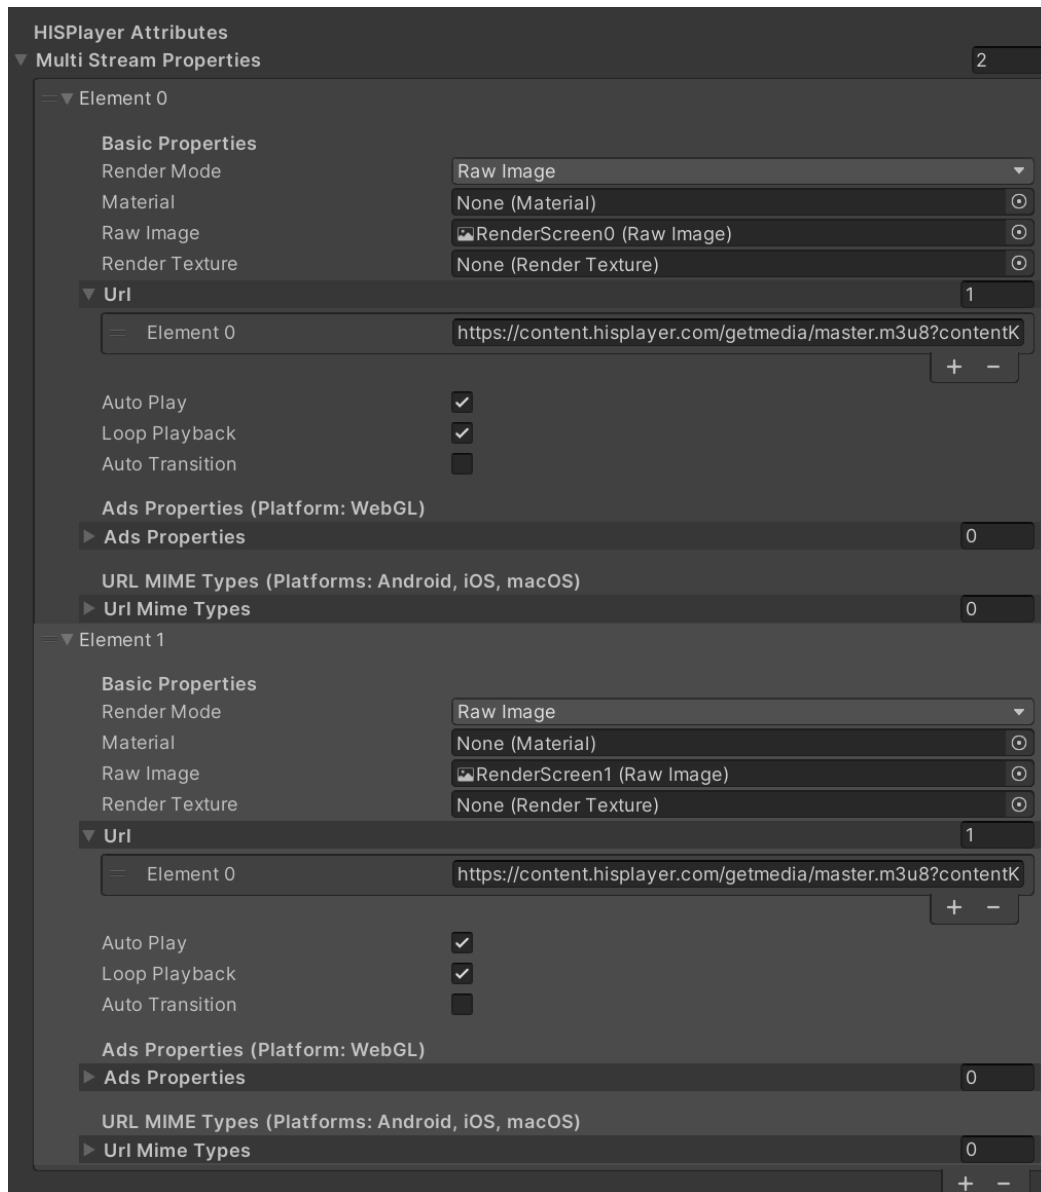 HISPlayer Attributes
Multi Stream Properties 2
Element 0
Basic Properties
Render Mode Raw Image
Material None (Material)
Raw Image RenderScreen0 (Raw Image)
Render Texture None (Render Texture)
Url 1
Element 0 https://content.hisplayer.com/getmedia/master.m3u8?contentK
+ −
Auto Play
Loop Playback
Auto Transition
Ads Properties (Platform: WebGL)
Ads Properties 0
URL MIME Types (Platforms: Android, iOS, macOS)
Url Mime Types 0
Element 1
Basic Properties
Render Mode Raw Image
Material None (Material)
Raw Image RenderScreen1 (Raw Image)
Render Texture None (Render Texture)
Url 1
Element 0 https://content.hisplayer.com/getmedia/master.m3u8?contentK
+ −
Auto Play
Loop Playback
Auto Transition
Ads Properties (Platform: WebGL)
Ads Properties 0
URL MIME Types (Platforms: Android, iOS, macOS)
Url Mime Types 0
+ −